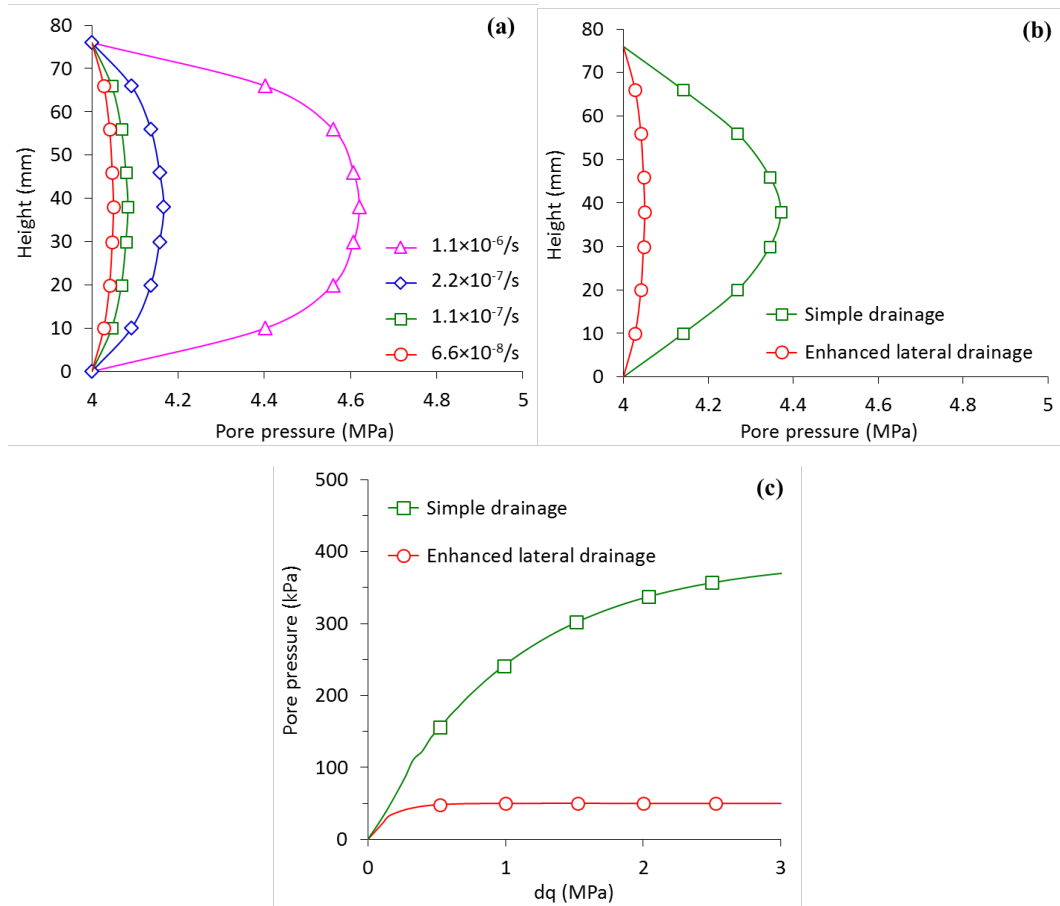 (a)
80
70
60
50
40
30
20
10
0
Height (mm)
4
4.2
4.4
4.6
4.8
5
Pore pressure (MPa)
1.1×10⁻⁶/s
2.2×10⁻⁷/s
1.1×10⁻⁷/s
6.6×10⁻⁸/s
(b)
80
70
60
50
40
30
20
10
0
Height (mm)
4
4.2
4.4
4.6
4.8
5
Pore pressure (MPa)
Simple drainage
Enhanced lateral drainage
(c)
500
400
300
200
100
0
Pore pressure (kPa)
0
1
2
3
dq (MPa)
Simple drainage
Enhanced lateral drainage